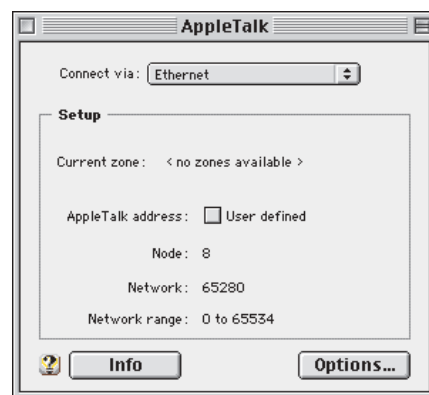 AppleTalk
Connect via: Ethernet
Setup
Current zone: < no zones available >
AppleTalk address: User defined
Node: 8
Network: 65280
Network range: 0 to 65534
? Info Options...